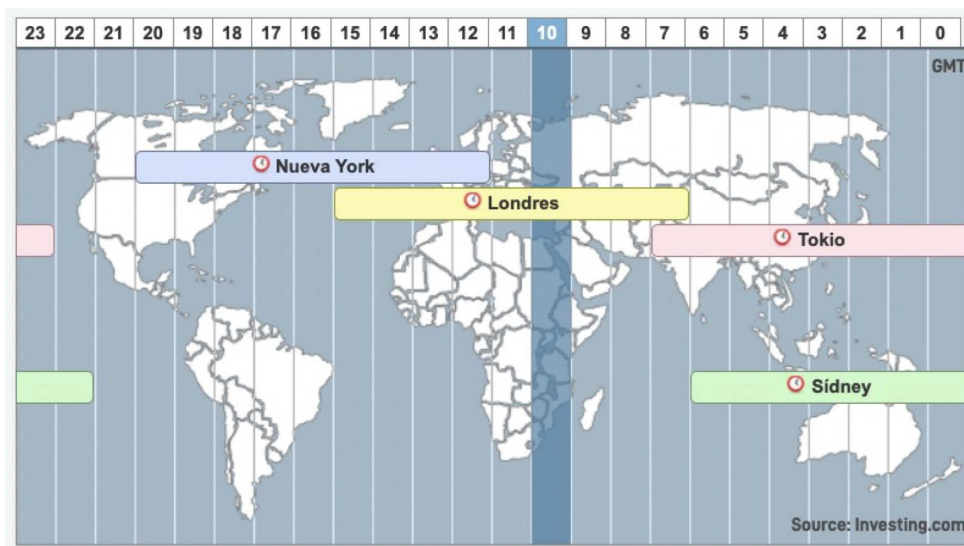 23 22 21 20 19 18 17 16 15 14 13 12 11 10 9 8 7 6 5 4 3 2 1 0
GMT
Nueva York
Londres
Tokio
Sídney
Source: Investing.com